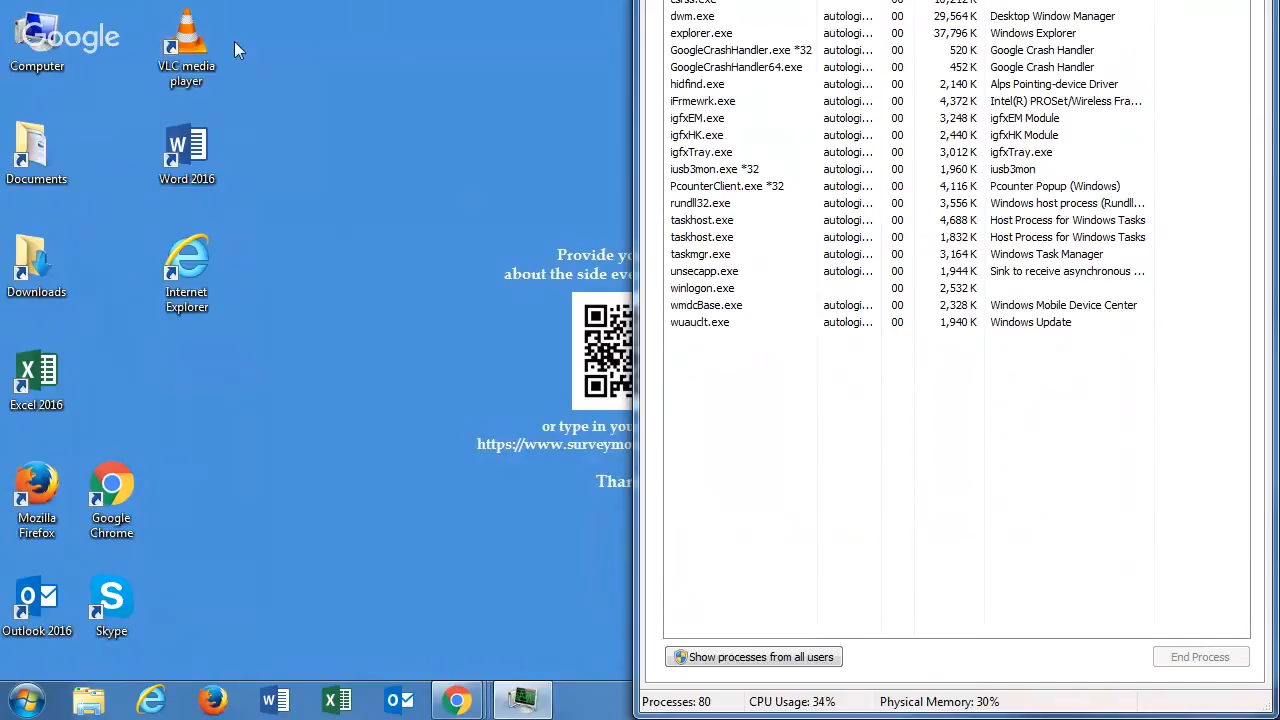 Google
Computer
VLC media
player
Documents
Word 2016
Downloads
Internet
Explorer
Excel 2016
Mozilla
Firefox
Google
Chrome
Outlook 2016
Skype
Provide yo
about the side eve
or type in you
https://www.surveymo
Than
dwm.exe autologi... 00 29,564 K Desktop Window Manager
explorer.exe autologi... 00 37,796 K Windows Explorer
GoogleCrashHandler.exe *32 autologi... 00 520 K Google Crash Handler
GoogleCrashHandler64.exe autologi... 00 452 K Google Crash Handler
hidfind.exe autologi... 00 2,140 K Alps Pointing-device Driver
iFrmewrk.exe autologi... 00 4,372 K Intel(R) PROSet/Wireless Fra...
igfxEM.exe autologi... 00 3,248 K igfxEM Module
igfxHK.exe autologi... 00 2,440 K igfxHK Module
igfxTray.exe autologi... 00 3,012 K igfxTray.exe
iusb3mon.exe *32 autologi... 00 1,960 K iusb3mon
PcounterClient.exe *32 autologi... 00 4,116 K Pcounter Popup (Windows)
rundll32.exe autologi... 00 3,556 K Windows host process (Rundll...
taskhost.exe autologi... 00 4,688 K Host Process for Windows Tasks
taskhost.exe autologi... 00 1,832 K Host Process for Windows Tasks
taskmgr.exe autologi... 00 3,164 K Windows Task Manager
unsecapp.exe autologi... 00 1,944 K Sink to receive asynchronous ...
winlogon.exe 00 2,532 K
wmdcBase.exe autologi... 00 2,328 K Windows Mobile Device Center
wuauclt.exe autologi... 00 1,940 K Windows Update
Show processes from all users
End Process
Processes: 80 CPU Usage: 34% Physical Memory: 30%